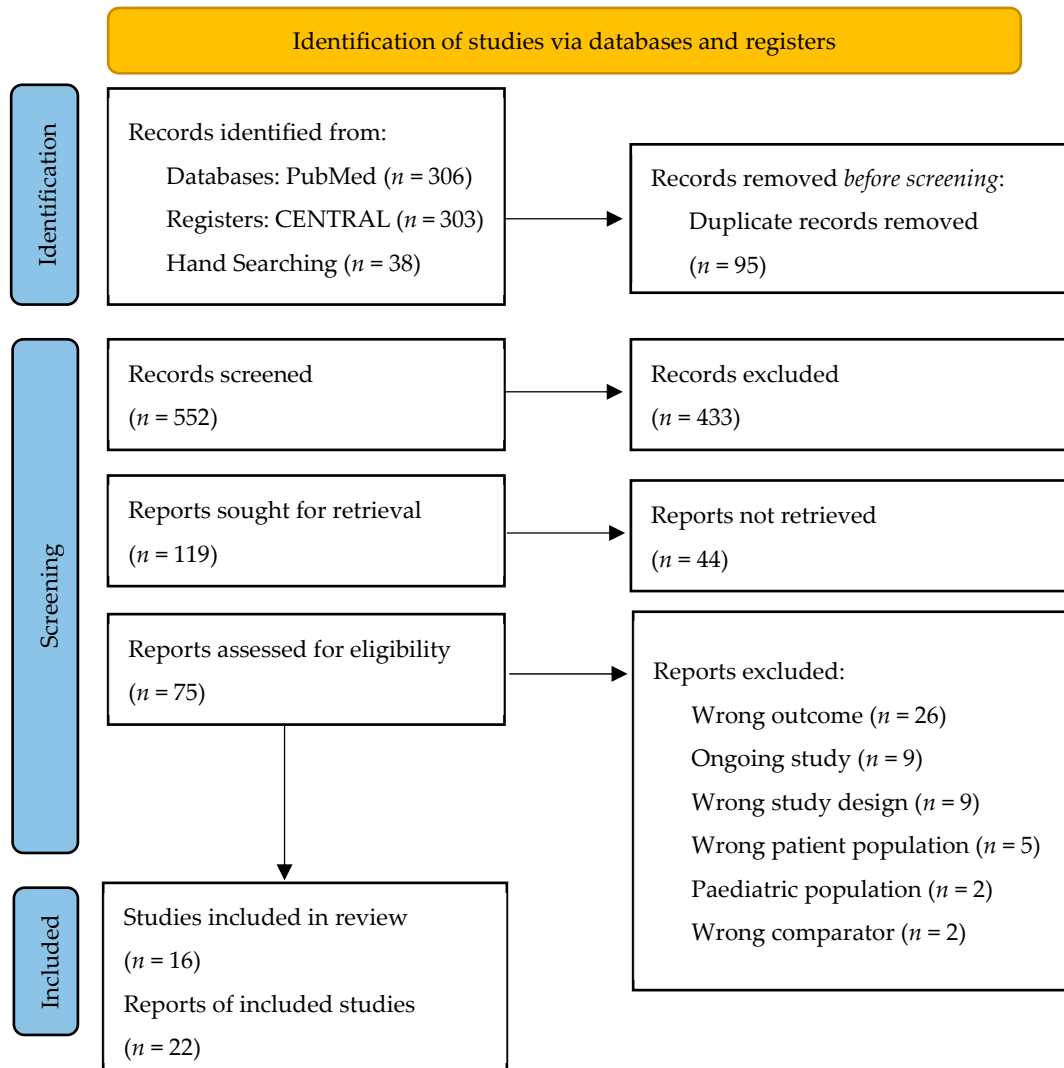 Identification of studies via databases and registers
Identification
Records identified from:
Databases: PubMed (n = 306)
Registers: CENTRAL (n = 303)
Hand Searching (n = 38)
Records removed before screening:
Duplicate records removed
(n = 95)
Screening
Records screened
(n = 552)
Records excluded
(n = 433)
Reports sought for retrieval
(n = 119)
Reports not retrieved
(n = 44)
Reports assessed for eligibility
(n = 75)
Reports excluded:
Wrong outcome (n = 26)
Ongoing study (n = 9)
Wrong study design (n = 9)
Wrong patient population (n = 5)
Paediatric population (n = 2)
Wrong comparator (n = 2)
Included
Studies included in review
(n = 16)
Reports of included studies
(n = 22)